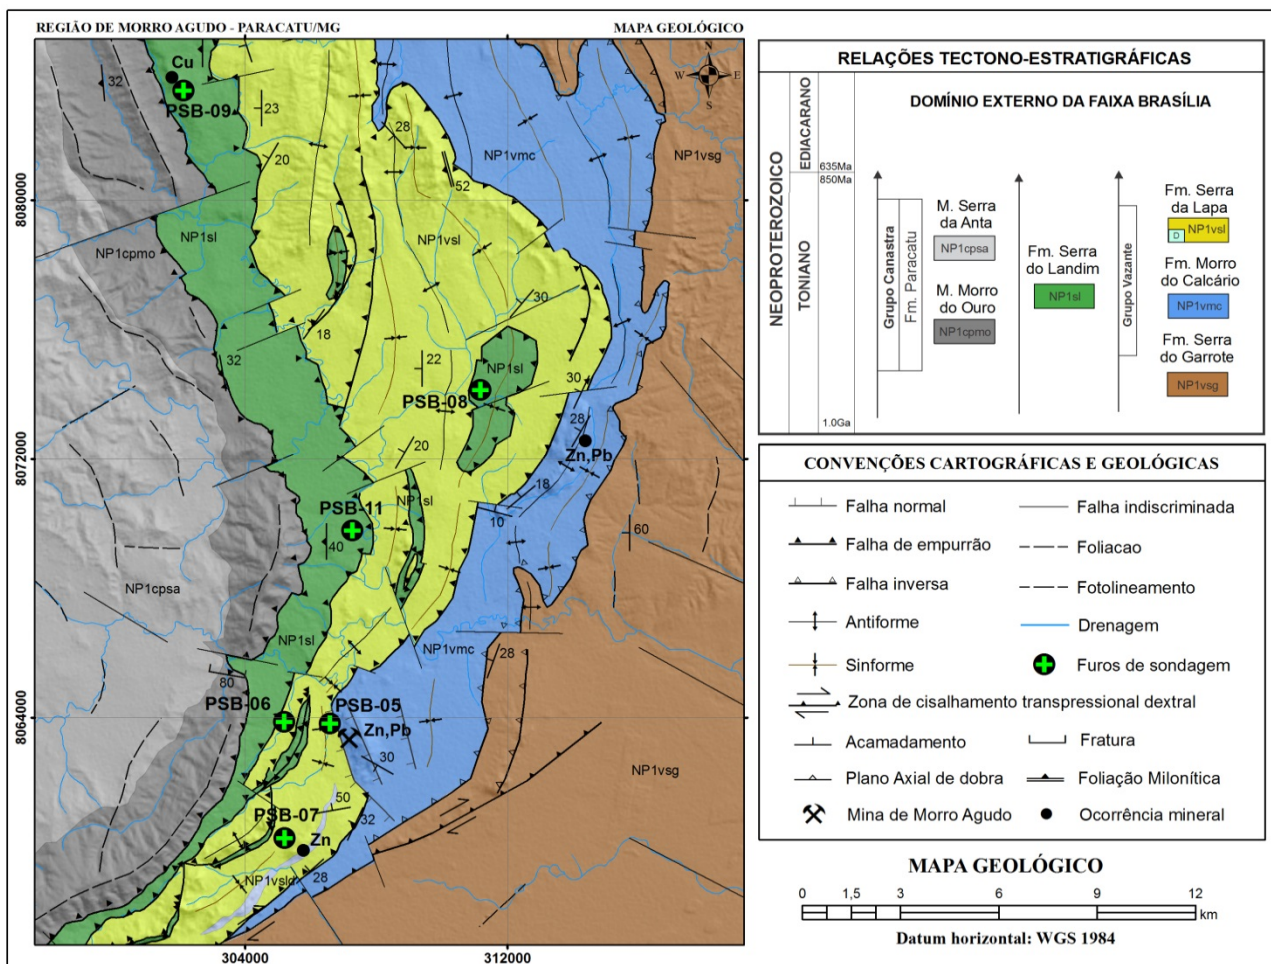 REGIÃO DE MORRO AGUDO - PARACATU/MG
MAPA GEOLÓGICO
N
W E
S
Cu
PSB-09
32
23
20
28
52
NP1vmc
NP1vsg
8080000
NP1sl
NP1cpmo
NP1vsl
30
18
32
22
NP1sl
30
PSB-08
28
Zn,Pb
20
8072000
NP1sl
18
PSB-11
10
40
60
NP1cpsa
NP1sl
NP1vmc
28
80
PSB-06
PSB-05
8064000
Zn,Pb
30
NP1vsg
50
PSB-07
32
Zn
NP1vsld
28
304000
312000
RELAÇÕES TECTONO-ESTRATIGRÁFICAS
DOMÍNIO EXTERNO DA FAIXA BRASÍLIA
NEOPROTEROZOICO
EDIACARANO
TONIANO
635Ma
850Ma
1.0Ga
Grupo Canastra
Fm. Paracatu
M. Serra
da Anta
NP1cpsa
M. Morro
do Ouro
NP1cpmo
Fm. Serra
do Landim
NP1sl
Grupo Vazante
Fm. Serra
da Lapa
D
NP1vsl
Fm. Morro
do Calcário
NP1vmc
Fm. Serra
do Garrote
NP1vsg
CONVENÇÕES CARTOGRÁFICAS E GEOLÓGICAS
Falha normal
Falha indiscriminada
Falha de empurrão
Foliacao
Falha inversa
Fotolineamento
Antiforme
Drenagem
Sinforme
Furos de sondagem
Zona de cisalhamento transpressional dextral
Acamadamento
Fratura
Plano Axial de dobra
Foliação Milonítica
Mina de Morro Agudo
Ocorrência mineral
MAPA GEOLÓGICO
0 1,5 3 6 9 12
km
Datum horizontal: WGS 1984